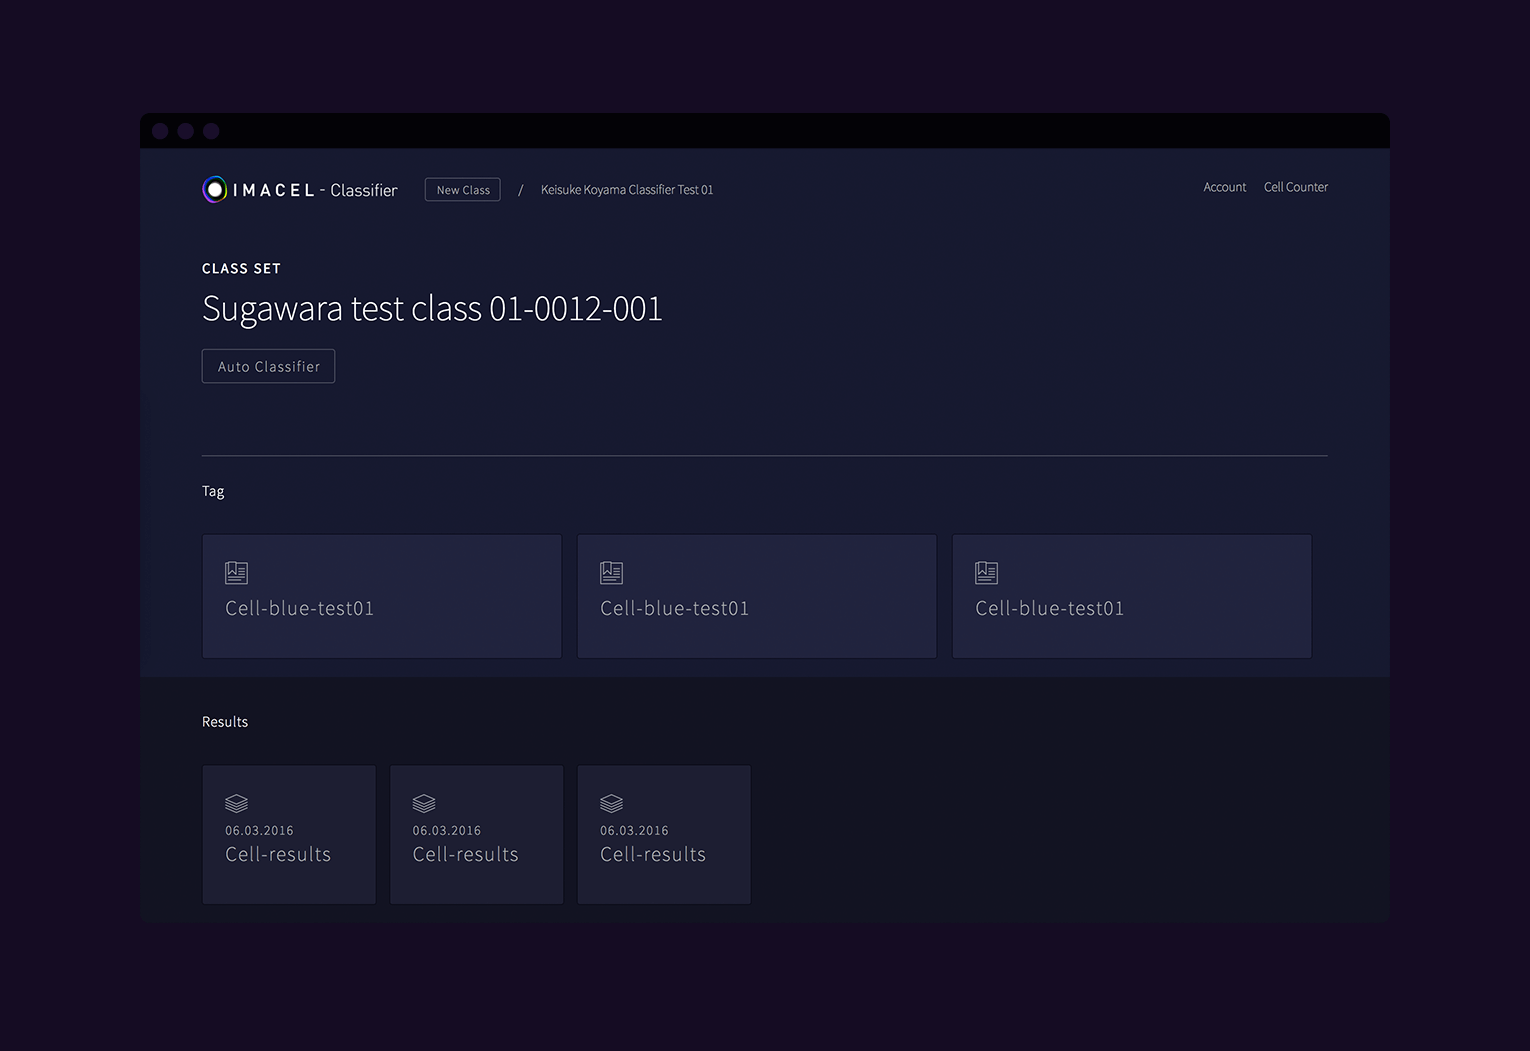 IMACEL - Classifier
New Class
/
Keisuke Koyama Classifier Test 01
Account
Cell Counter
CLASS SET
Sugawara test class 01-0012-001
Auto Classifier
Tag
Cell-blue-test01
Cell-blue-test01
Cell-blue-test01
Results
06.03.2016
Cell-results
06.03.2016
Cell-results
06.03.2016
Cell-results